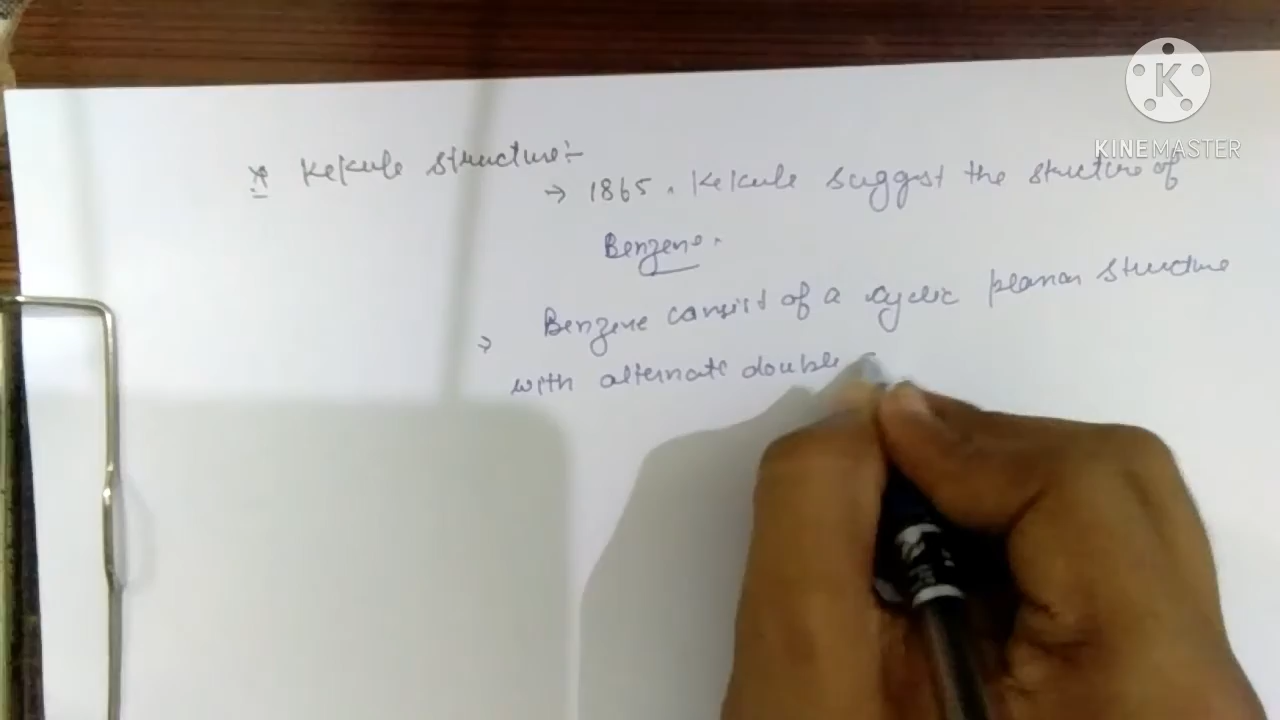 K
KINEMASTER
* Kekule structure:-
→ 1865. Kekule suggest the structure of
Benzene.
→ Benzene consist of a cyclic planar structure
with alternate double